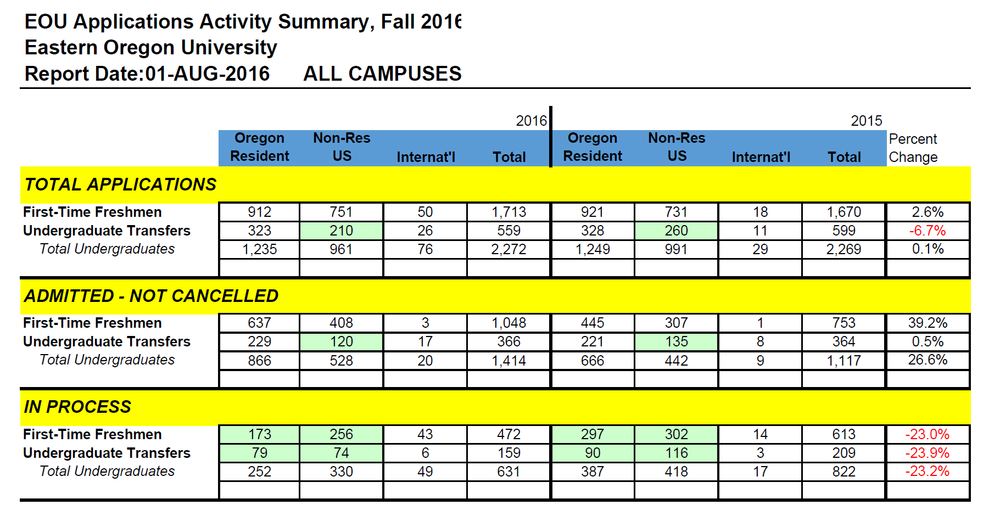 EOU Applications Activity Summary, Fall 2016
Eastern Oregon University
Report Date:01-AUG-2016 ALL CAMPUSES
2016 2015
Oregon Resident Non-Res US Internat'l Total Oregon Resident Non-Res US Internat'l Total Percent Change
TOTAL APPLICATIONS
First-Time Freshmen 912 751 50 1,713 921 731 18 1,670 2.6%
Undergraduate Transfers 323 210 26 559 328 260 11 599 -6.7%
Total Undergraduates 1,235 961 76 2,272 1,249 991 29 2,269 0.1%
ADMITTED - NOT CANCELLED
First-Time Freshmen 637 408 3 1,048 445 307 1 753 39.2%
Undergraduate Transfers 229 120 17 366 221 135 8 364 0.5%
Total Undergraduates 866 528 20 1,414 666 442 9 1,117 26.6%
IN PROCESS
First-Time Freshmen 173 256 43 472 297 302 14 613 -23.0%
Undergraduate Transfers 79 74 6 159 90 116 3 209 -23.9%
Total Undergraduates 252 330 49 631 387 418 17 822 -23.2%